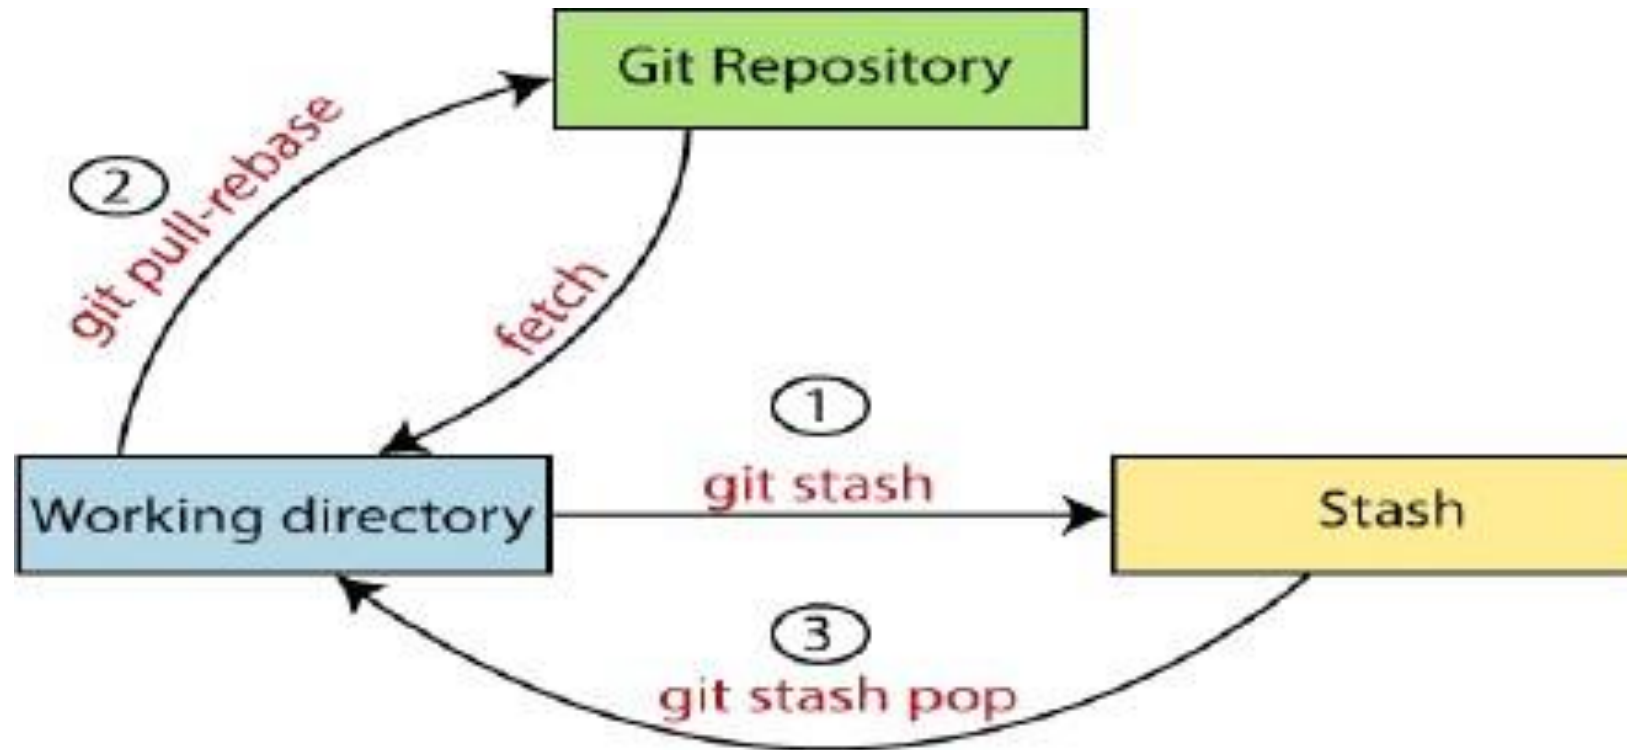 Git Repository
2
git pull-rebase
fetch
1
git stash
Working directory
Stash
3
git stash pop